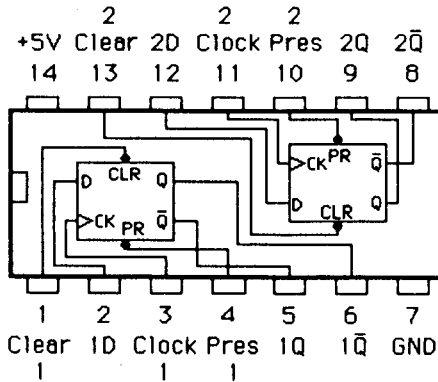 2 2 2
+5V Clear 2D Clock Pres 2Q 2Q̅
14 13 12 11 10 9 8
PR
CK Q̅
D CLR Q
D Q
CLR
CK Q̅
PR
1 2 3 4 5 6 7
Clear 1D Clock Pres 1Q 1Q̅ GND
1 1 1